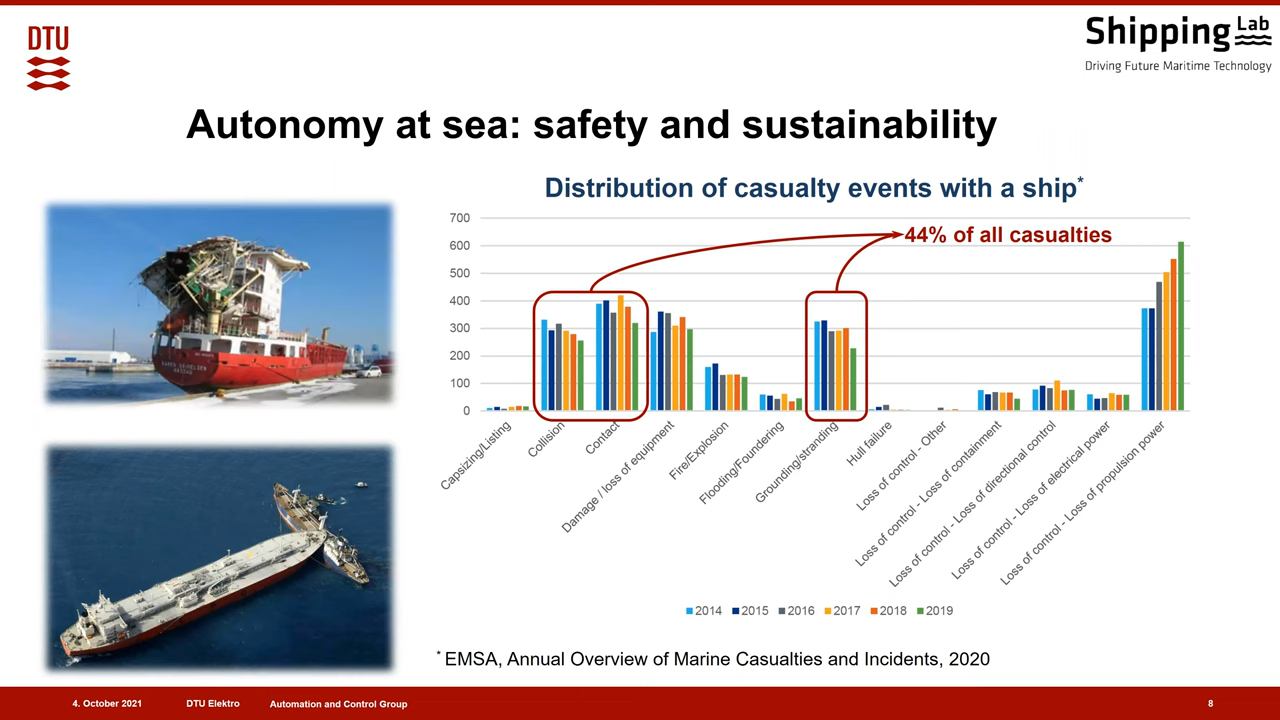 DTU
Shipping Lab
Driving Future Maritime Technology
Autonomy at sea: safety and sustainability
Distribution of casualty events with a ship*
44% of all casualties
700
600
500
400
300
200
100
0
Capsizing/Listing
Collision
Contact
Damage / loss of equipment
Fire/Explosion
Flooding/Foundering
Grounding/stranding
Hull failure
Loss of control - Other
Loss of control - Loss of containment
Loss of control - Loss of directional control
Loss of control - Loss of electrical power
Loss of control - Loss of propulsion power
2014 2015 2016 2017 2018 2019
* EMSA, Annual Overview of Marine Casualties and Incidents, 2020
4. October 2021 DTU Elektro Automation and Control Group 8